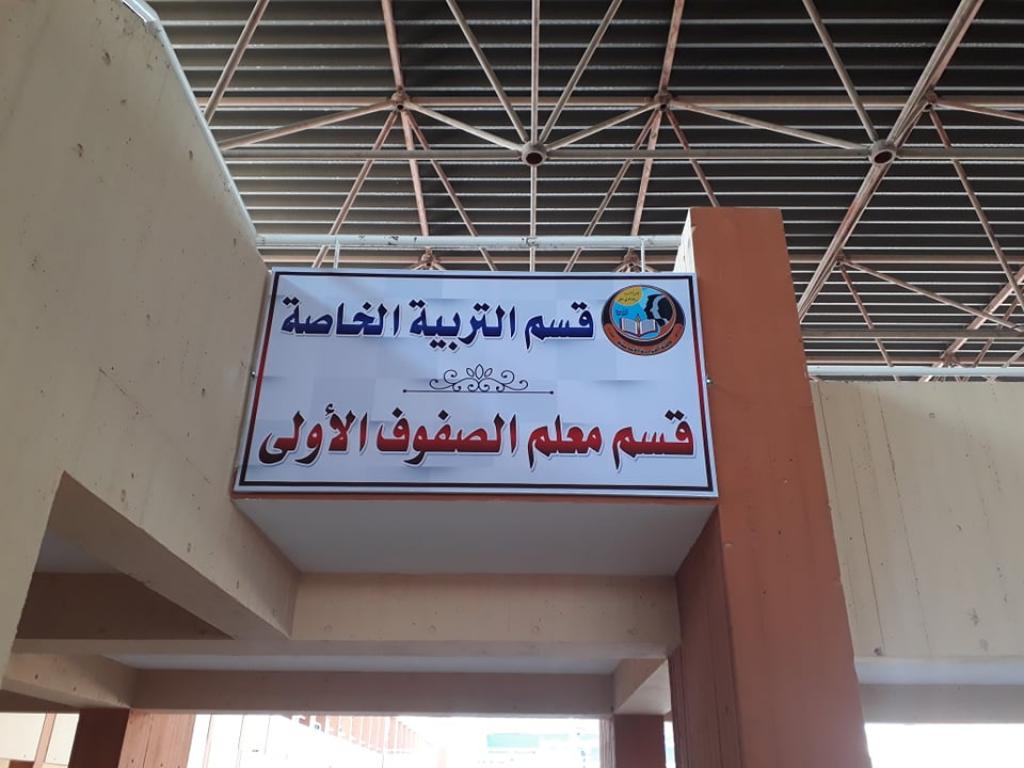 قسم التربية الخاصة
قسم معلم الصفوف الأولى